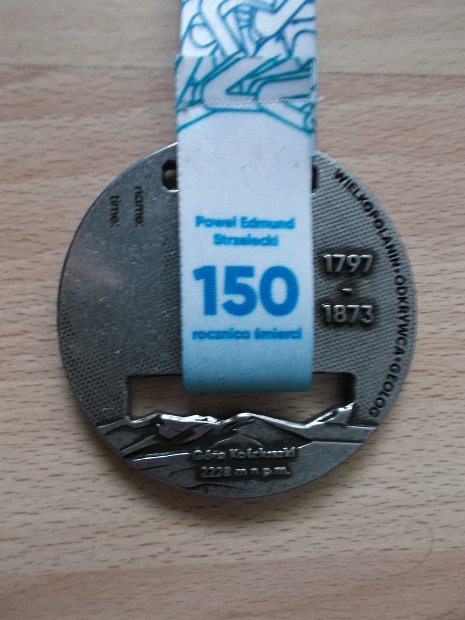 Paweł Edmund
Strzelecki
150
rocznica śmierci
name:
time:
WIELKOPOLANIN • ODKRYWCA • GEOLOG
1797
-
1873
Góra Kościuszki
2228 m n.p.m.